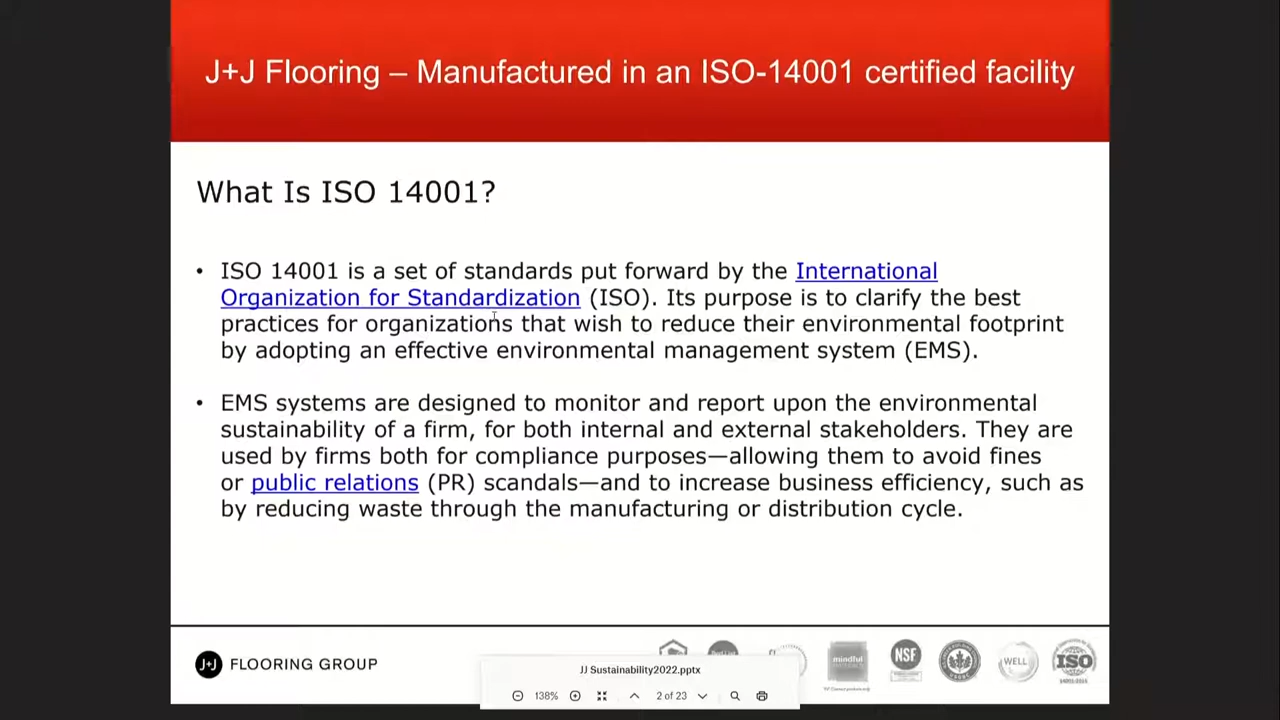 J+J Flooring – Manufactured in an ISO-14001 certified facility
What Is ISO 14001?
• ISO 14001 is a set of standards put forward by the International
Organization for Standardization (ISO). Its purpose is to clarify the best
practices for organizations that wish to reduce their environmental footprint
by adopting an effective environmental management system (EMS).
• EMS systems are designed to monitor and report upon the environmental
sustainability of a firm, for both internal and external stakeholders. They are
used by firms both for compliance purposes—allowing them to avoid fines
or public relations (PR) scandals—and to increase business efficiency, such as
by reducing waste through the manufacturing or distribution cycle.
J+J FLOORING GROUP
mindful
NSF
WELL
ISO
JJ Sustainability2022.pptx
138% 2 of 23